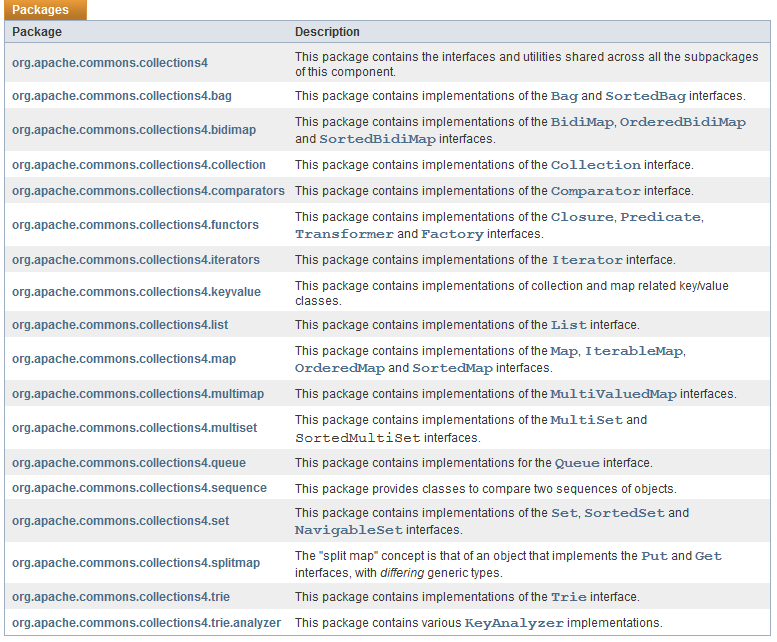 Packages
Package Description
org.apache.commons.collections4 This package contains the interfaces and utilities shared across all the subpackages
of this component.
org.apache.commons.collections4.bag This package contains implementations of the Bag and SortedBag interfaces.
org.apache.commons.collections4.bidimap This package contains implementations of the BidiMap, OrderedBidiMap
and SortedBidiMap interfaces.
org.apache.commons.collections4.collection This package contains implementations of the Collection interface.
org.apache.commons.collections4.comparators This package contains implementations of the Comparator interface.
org.apache.commons.collections4.functors This package contains implementations of the Closure, Predicate,
Transformer and Factory interfaces.
org.apache.commons.collections4.iterators This package contains implementations of the Iterator interface.
org.apache.commons.collections4.keyvalue This package contains implementations of collection and map related key/value
classes.
org.apache.commons.collections4.list This package contains implementations of the List interface.
org.apache.commons.collections4.map This package contains implementations of the Map, IterableMap,
OrderedMap and SortedMap interfaces.
org.apache.commons.collections4.multimap This package contains implementations of the MultiValuedMap interfaces.
org.apache.commons.collections4.multiset This package contains implementations of the MultiSet and
SortedMultiSet interfaces.
org.apache.commons.collections4.queue This package contains implementations for the Queue interface.
org.apache.commons.collections4.sequence This package provides classes to compare two sequences of objects.
org.apache.commons.collections4.set This package contains implementations of the Set, SortedSet and
NavigableSet interfaces.
org.apache.commons.collections4.splitmap The "split map" concept is that of an object that implements the Put and Get
interfaces, with differing generic types.
org.apache.commons.collections4.trie This package contains implementations of the Trie interface.
org.apache.commons.collections4.trie.analyzer This package contains various KeyAnalyzer implementations.